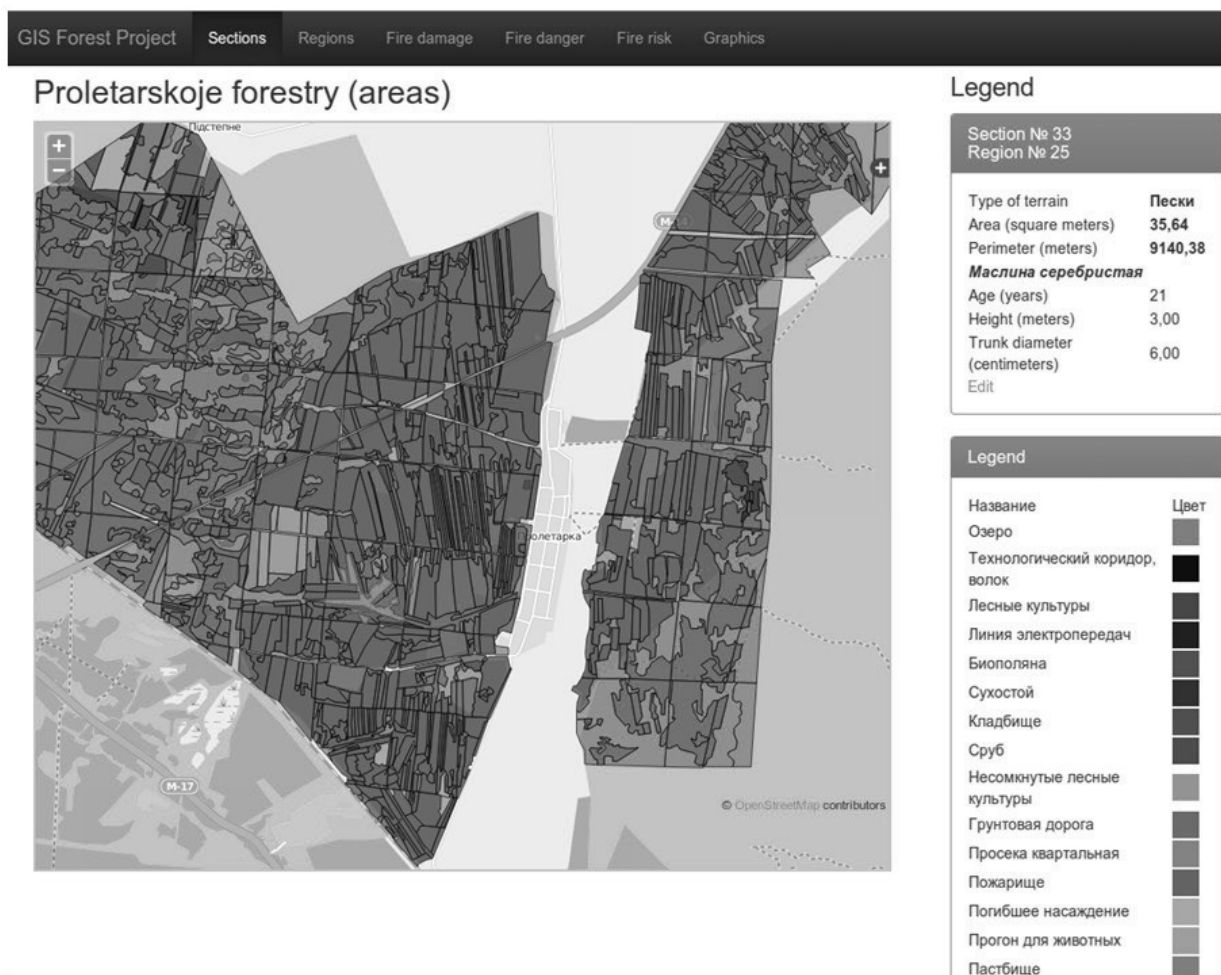 GIS Forest Project Sections Regions Fire damage Fire danger Fire risk Graphics
Proletarskoje forestry (areas)
Підстепне
M-17
© OpenStreetMap contributors
Legend
Section № 33
Region № 25
Type of terrain Пески
Area (square meters) 35,64
Perimeter (meters) 9140,38
Маслина серебристая
Age (years) 21
Height (meters) 3,00
Trunk diameter
(centimeters) 6,00
Edit
Legend
Название Цвет
Озеро
Технологический коридор,
волок
Лесные культуры
Линия электропередач
Биополяна
Сухостой
Кладбище
Сруб
Несомкнутые лесные
культуры
Грунтовая дорога
Просека квартальная
Пожарище
Погибшее насаждение
Прогон для животных
Пастбище